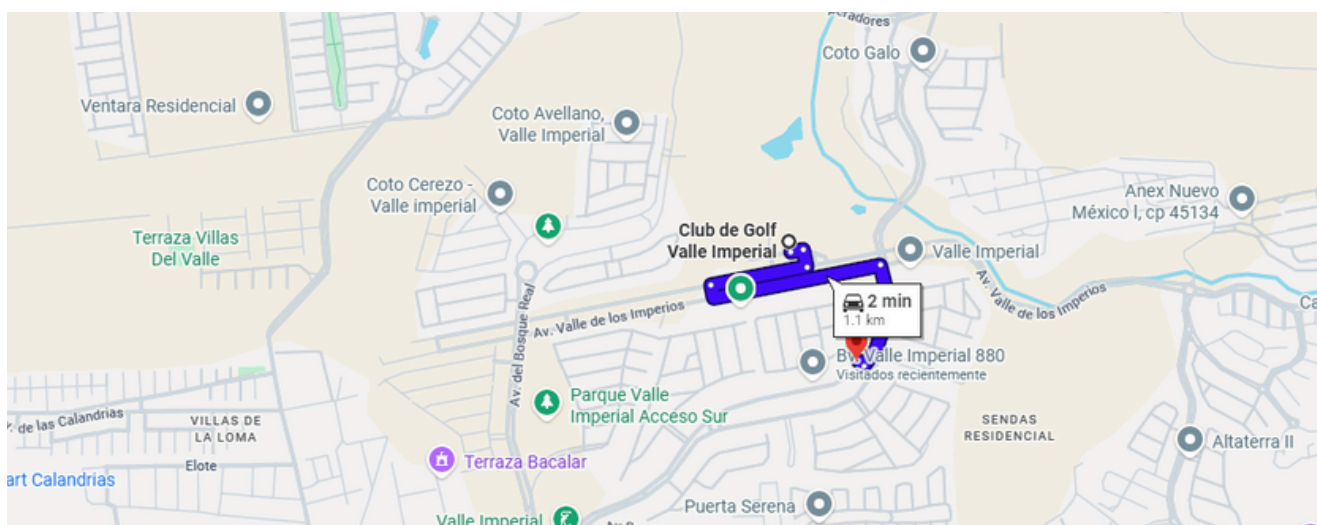 Coto Galo
Ventara Residencial
Coto Avellano,
Valle Imperial
Coto Cerezo -
Valle imperial
Anex Nuevo
México I, cp 45134
Terraza Villas
Del Valle
Club de Golf
Valle Imperial
Valle Imperial
Av. Valle de los Imperios
2 min
1.1 km
Av. Valle de los Imperios
Av. del Bosque Real
Valle Imperial 880
Visitados recientemente
Parque Valle
Imperial Acceso Sur
de las Calandrias
VILLAS DE
LA LOMA
SENDAS
RESIDENCIAL
Altaterra II
Elote
Terraza Bacalar
art Calandrias
Puerta Serena
Valle Imperial